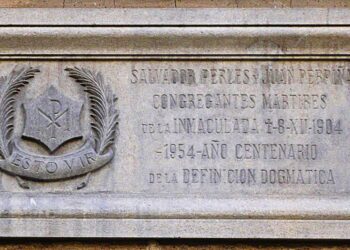 SALVADOR PERLES Y JUAN PERPIÑA
CONGREGANTES MARTIRES
DE LA INMACULADA ✝-8-XII-1904
-1954-AÑO CENTENARIO
DE LA DEFINICION DOGMATICA
ESTO VIR